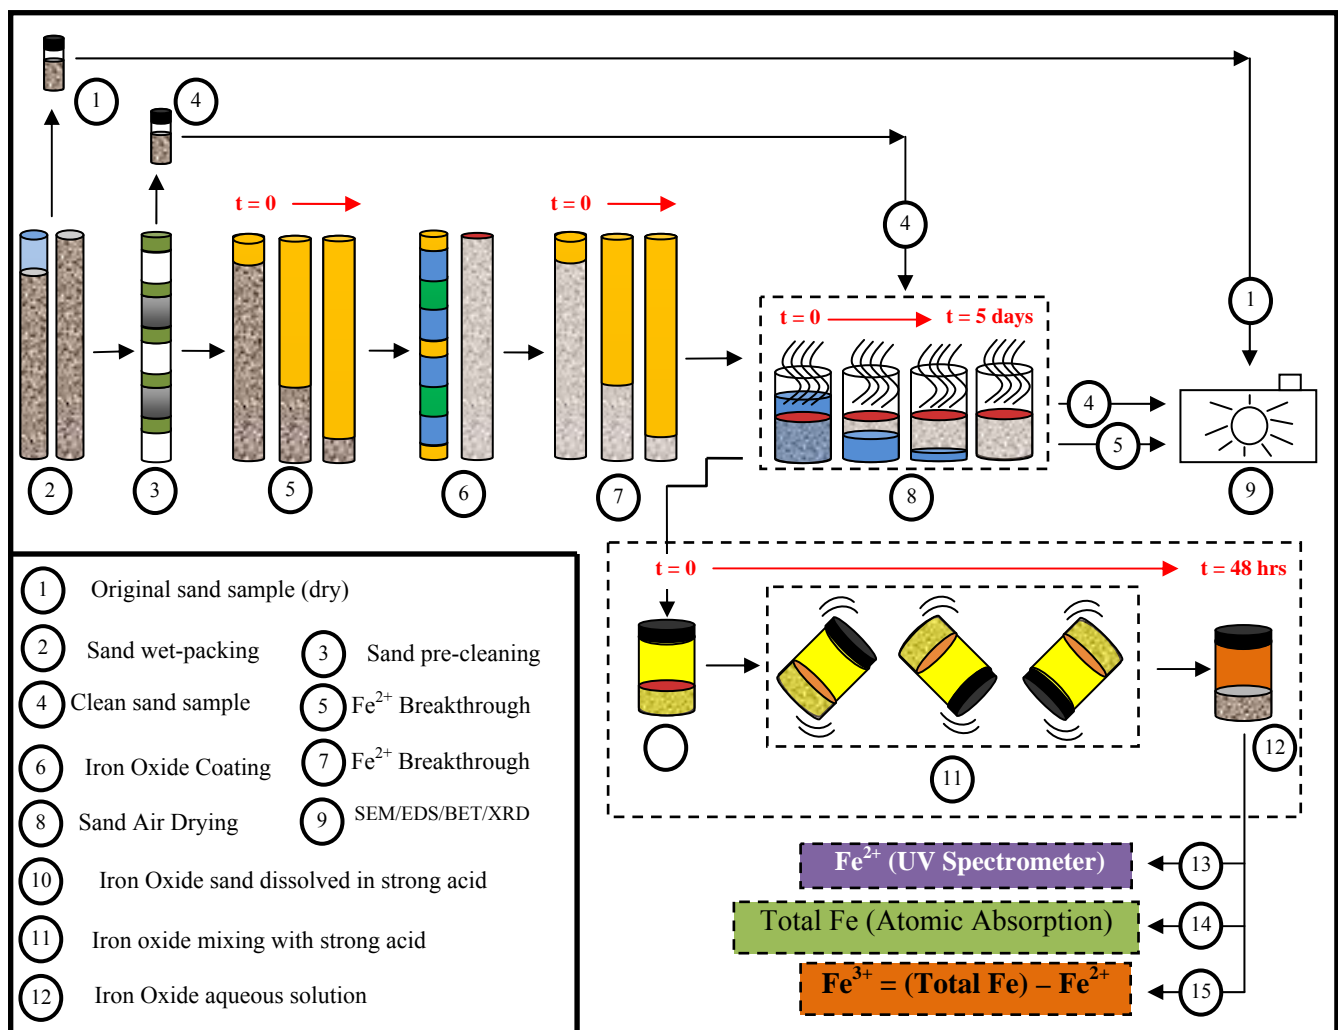 1
4
t = 0
t = 0
4
1
t = 0
t = 5 days
4
5
2
3
5
6
7
8
9
t = 0
t = 48 hrs
11
12
1 Original sand sample (dry)
2 Sand wet-packing
3 Sand pre-cleaning
4 Clean sand sample
5 Fe²⁺ Breakthrough
6 Iron Oxide Coating
7 Fe²⁺ Breakthrough
8 Sand Air Drying
9 SEM/EDS/BET/XRD
10 Iron Oxide sand dissolved in strong acid
11 Iron oxide mixing with strong acid
12 Iron Oxide aqueous solution
Fe²⁺ (UV Spectrometer)
13
Total Fe (Atomic Absorption)
14
Fe³⁺ = (Total Fe) – Fe²⁺
15